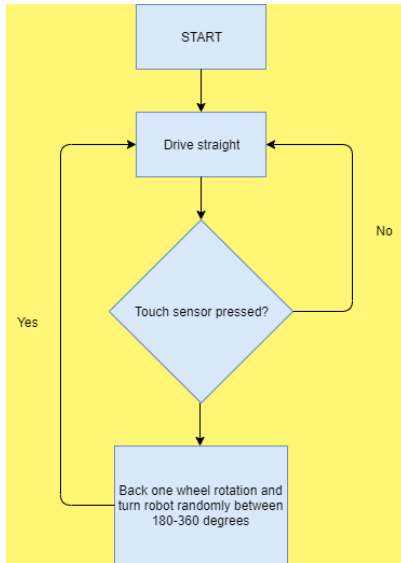 START
Drive straight
No
Touch sensor pressed?
Yes
Back one wheel rotation and
turn robot randomly between
180-360 degrees